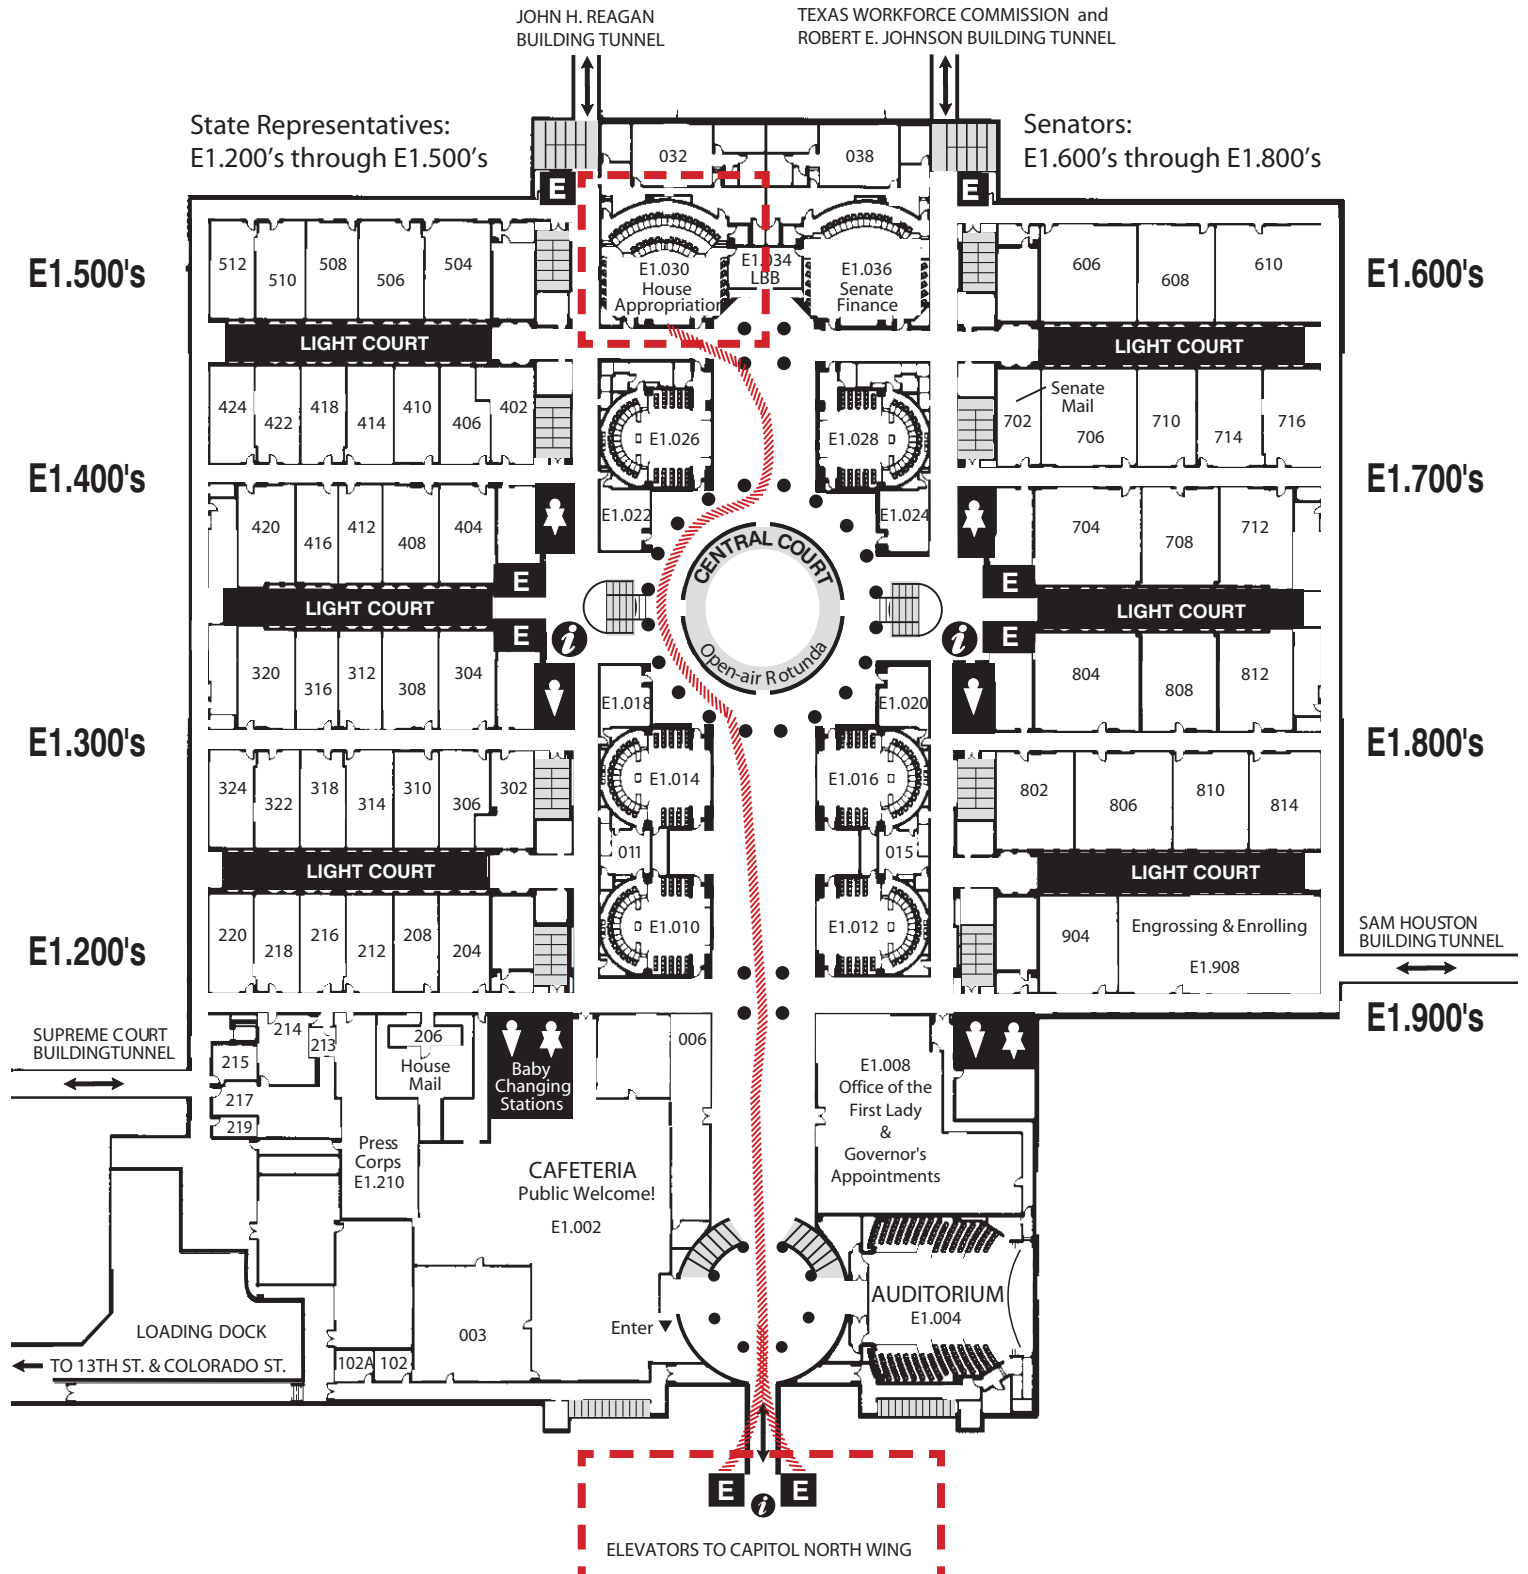 JOHN H. REAGAN
BUILDING TUNNEL
TEXAS WORKFORCE COMMISSION and
ROBERT E. JOHNSON BUILDING TUNNEL
State Representatives:
E1.200's through E1.500's
Senators:
E1.600's through E1.800's
032
038
E
E
E1.500's
512
510
508
506
504
E1.030
House
Appropriation
E1.034
LBB
E1.036
Senate
Finance
606
608
610
E1.600's
LIGHT COURT
LIGHT COURT
424
422
418
414
410
406
402
E1.026
E1.028
702
Senate
Mail
706
710
714
716
E1.400's
E1.700's
420
416
412
408
404
E1.022
E1.024
704
708
712
CENTRAL COURT
Open-air Rotunda
E
E
LIGHT COURT
LIGHT COURT
E
i
i
E
320
316
312
308
304
E1.018
E1.020
804
808
812
E1.300's
E1.800's
324
322
318
314
310
306
302
E1.014
E1.016
802
806
810
814
011
015
LIGHT COURT
LIGHT COURT
220
218
216
212
208
204
E1.010
E1.012
904
Engrossing & Enrolling
E1.908
E1.200's
SAM HOUSTON
BUILDING TUNNEL
E1.900's
SUPREME COURT
BUILDINGTUNNEL
214
213
215
217
219
206
House
Mail
Baby
Changing
Stations
006
E1.008
Office of the
First Lady
&
Governor's
Appointments
Press
Corps
E1.210
CAFETERIA
Public Welcome!
E1.002
AUDITORIUM
E1.004
LOADING DOCK
003
Enter
TO 13TH ST. & COLORADO ST.
102A
102
E
i
E
ELEVATORS TO CAPITOL NORTH WING